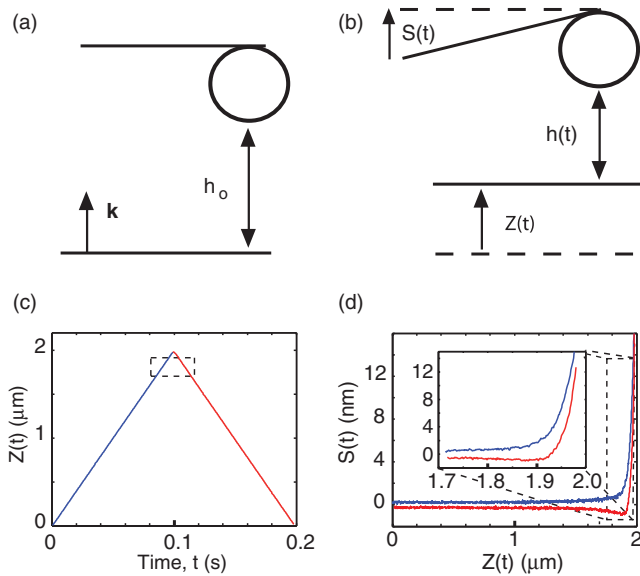 (a)
h o
k
(b)
S(t)
h(t)
Z(t)
(c)
Z(t) (μm)
2
1
0
0
0.1
0.2
Time, t (s)
(d)
S(t) (nm)
12
8
4
0
12
8
4
0
1.7
1.8
1.9
2.0
0
1
2
Z(t) (μm)